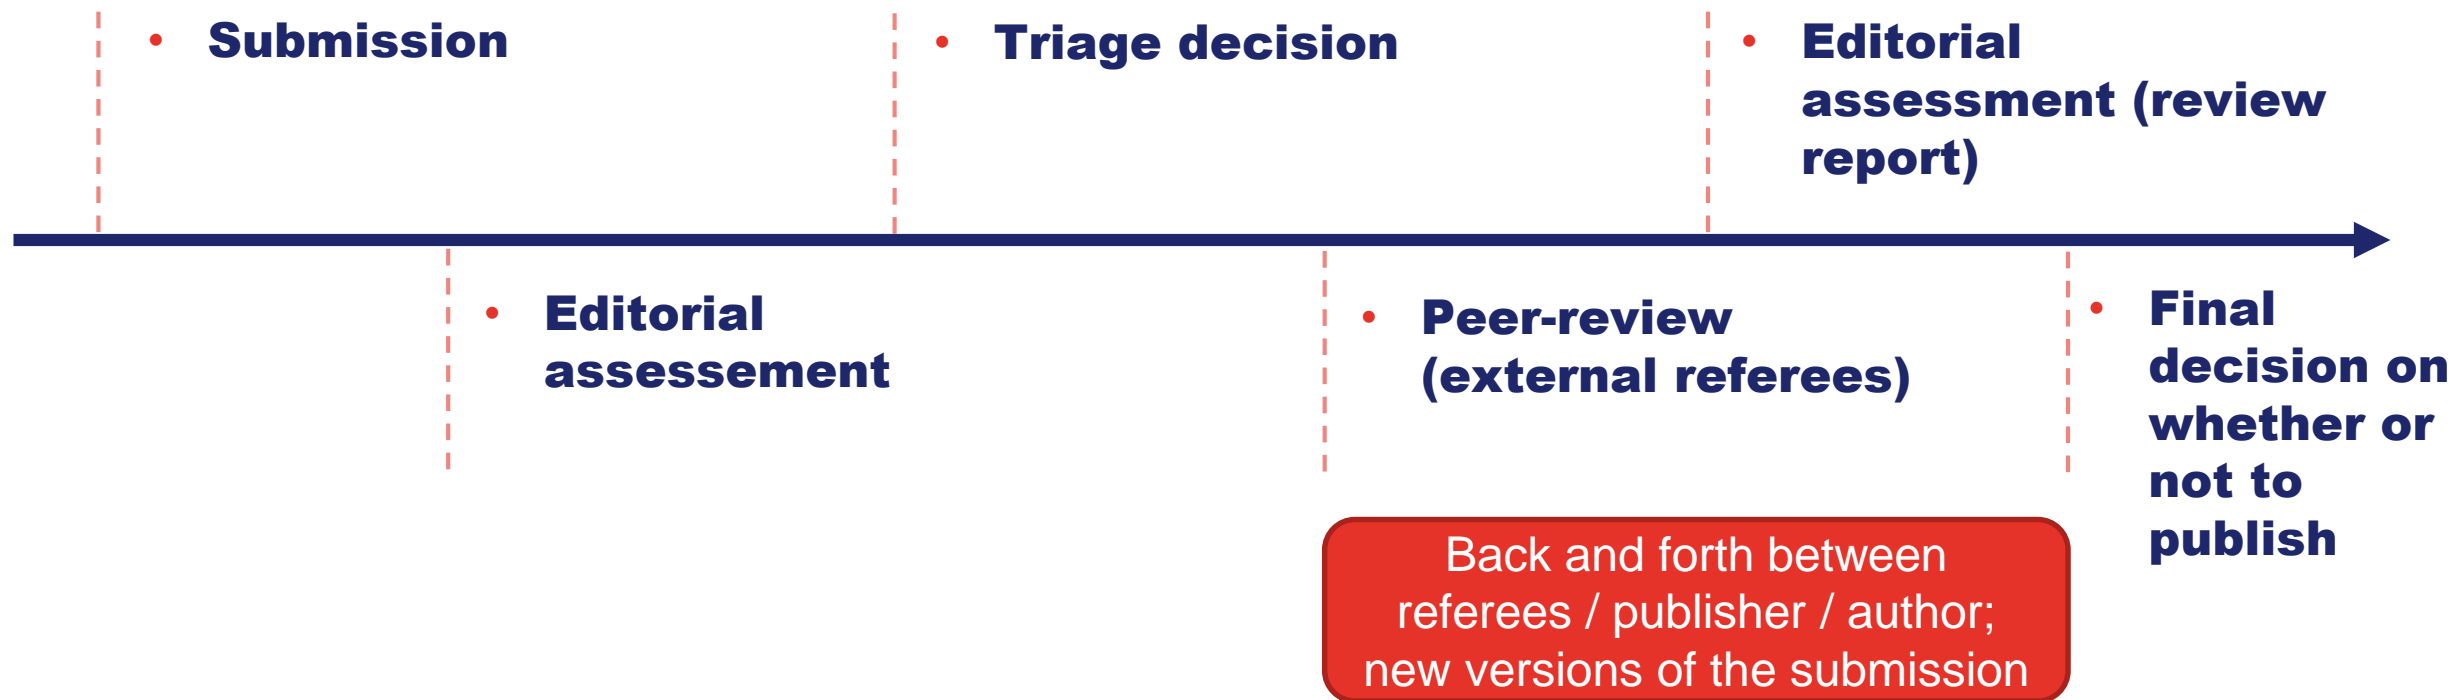 • Submission
• Triage decision
• Editorial
assessment (review
report)
• Editorial
assessement
• Peer-review
(external referees)
• Final
decision on
whether or
not to
publish
Back and forth between
referees / publisher / author;
new versions of the submission